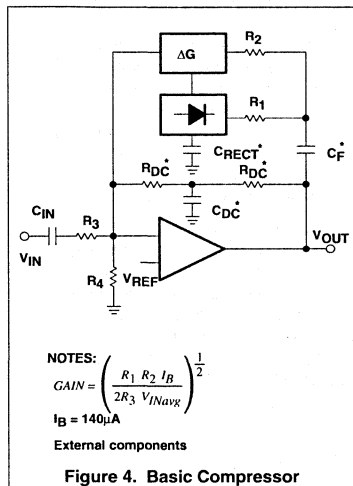 ΔG
R2
R1
CRECT*
CF*
RDC*
RDC*
CDC*
CIN
R3
VIN
R4
VREF
VOUT
NOTES:
GAIN = ( R1 R2 IB / 2R3 VINavg ) 1/2
IB = 140μA
External components
Figure 4. Basic Compressor